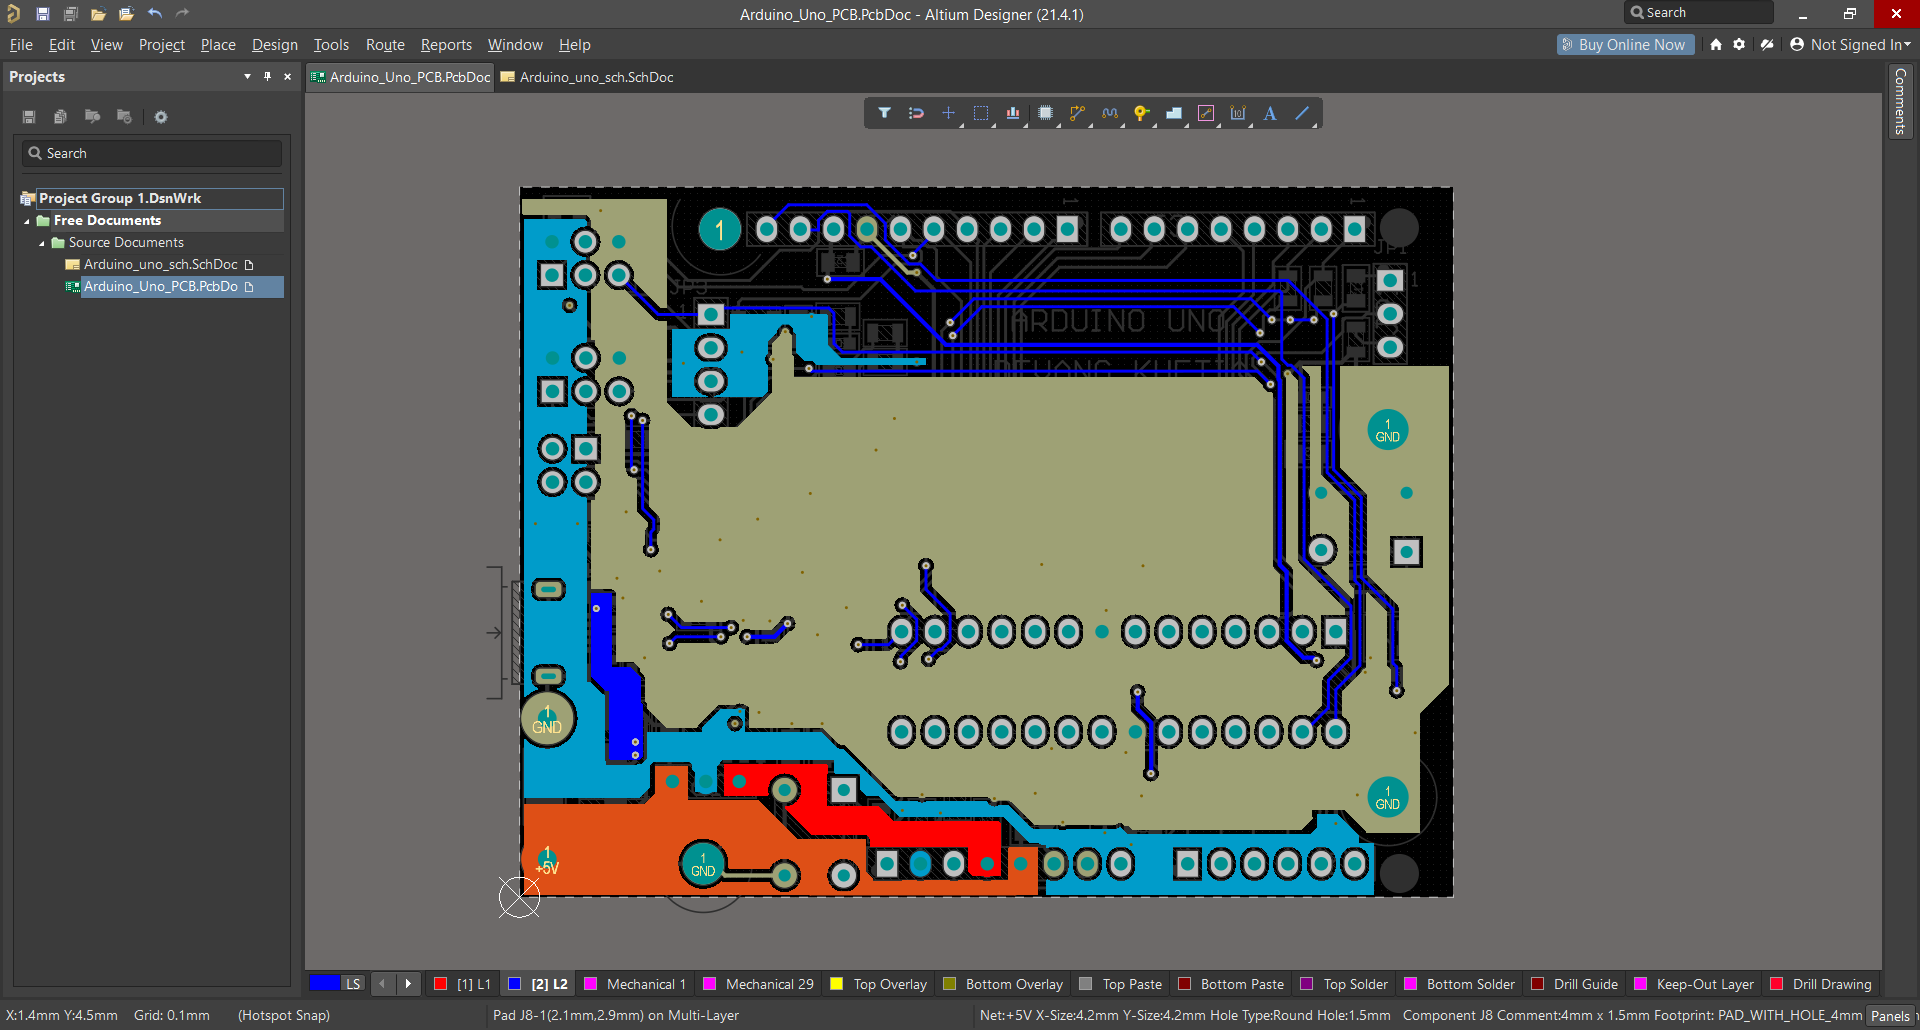 Arduino_Uno_PCB.PcbDoc - Altium Designer (21.4.1)
Search
File Edit View Project Place Design Tools Route Reports Window Help
Buy Online Now
Not Signed In
Projects
Arduino_Uno_PCB.PcbDoc
Arduino_uno_sch.SchDoc
Comments
Search
Project Group 1.DsnWrk
Free Documents
Source Documents
Arduino_uno_sch.SchDoc
Arduino_Uno_PCB.PcbDo
1
1
1
JP1
1
JP3
1
ARDUINO UNO
1
GND
1
GND
1
GND
1
+5V
1
GND
LS
[1] L1
[2] L2
Mechanical 1
Mechanical 29
Top Overlay
Bottom Overlay
Top Paste
Bottom Paste
Top Solder
Bottom Solder
Drill Guide
Keep-Out Layer
Drill Drawing
X:1.4mm Y:4.5mm Grid: 0.1mm (Hotspot Snap)
Pad J8-1(2.1mm,2.9mm) on Multi-Layer
Net:+5V X-Size:4.2mm Y-Size:4.2mm Hole Type:Round Hole:1.5mm Component J8 Comment:4mm x 1.5mm Footprint: PAD_WITH_HOLE_4mm
Panels